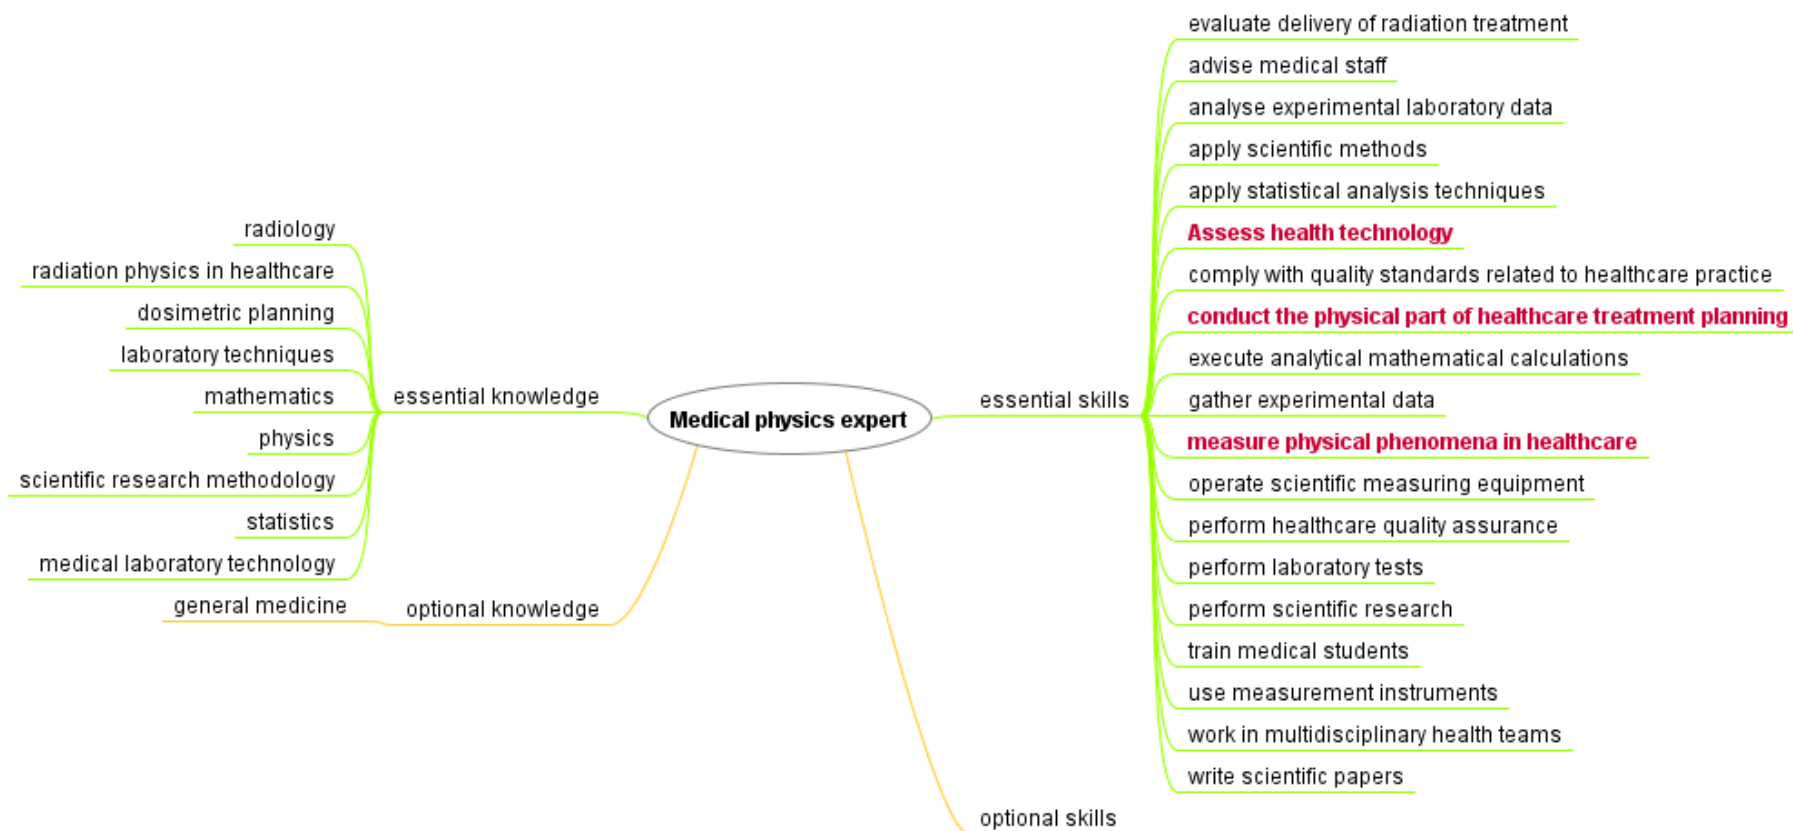 Medical physics expert
essential knowledge
radiology
radiation physics in healthcare
dosimetric planning
laboratory techniques
mathematics
physics
scientific research methodology
statistics
medical laboratory technology
optional knowledge
general medicine
essential skills
evaluate delivery of radiation treatment
advise medical staff
analyse experimental laboratory data
apply scientific methods
apply statistical analysis techniques
Assess health technology
comply with quality standards related to healthcare practice
conduct the physical part of healthcare treatment planning
execute analytical mathematical calculations
gather experimental data
measure physical phenomena in healthcare
operate scientific measuring equipment
perform healthcare quality assurance
perform laboratory tests
perform scientific research
train medical students
use measurement instruments
work in multidisciplinary health teams
write scientific papers
optional skills